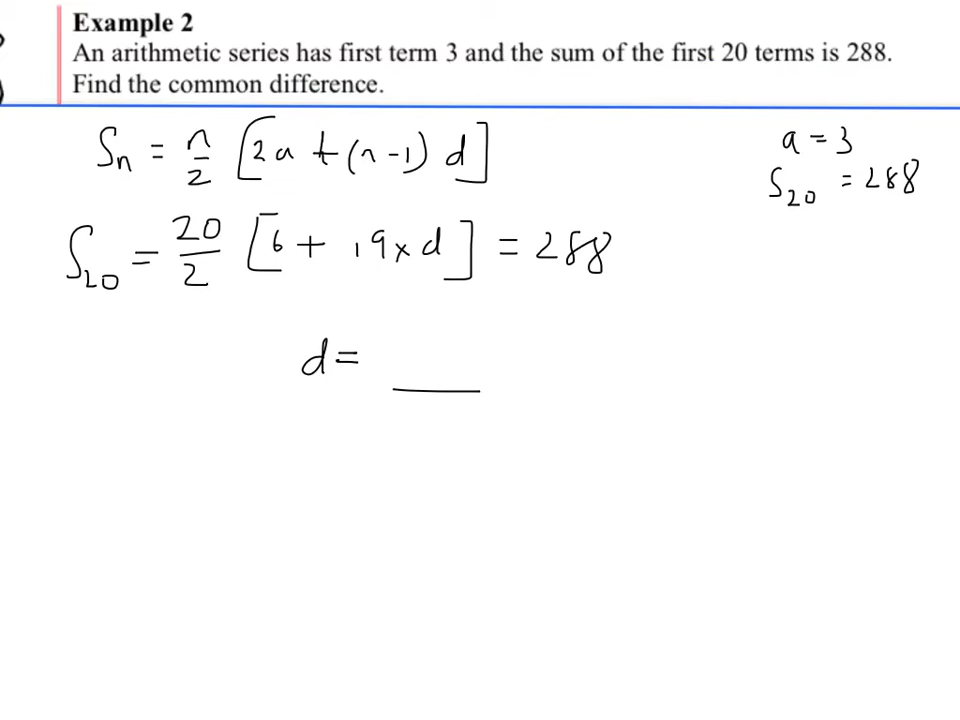 Example 2
An arithmetic series has first term 3 and the sum of the first 20 terms is 288.
Find the common difference.
Sₙ = n/2 [2a + (n-1) d]
a = 3
S₂₀ = 288
S₂₀ = 20/2 [6 + 19 × d] = 288
d = __